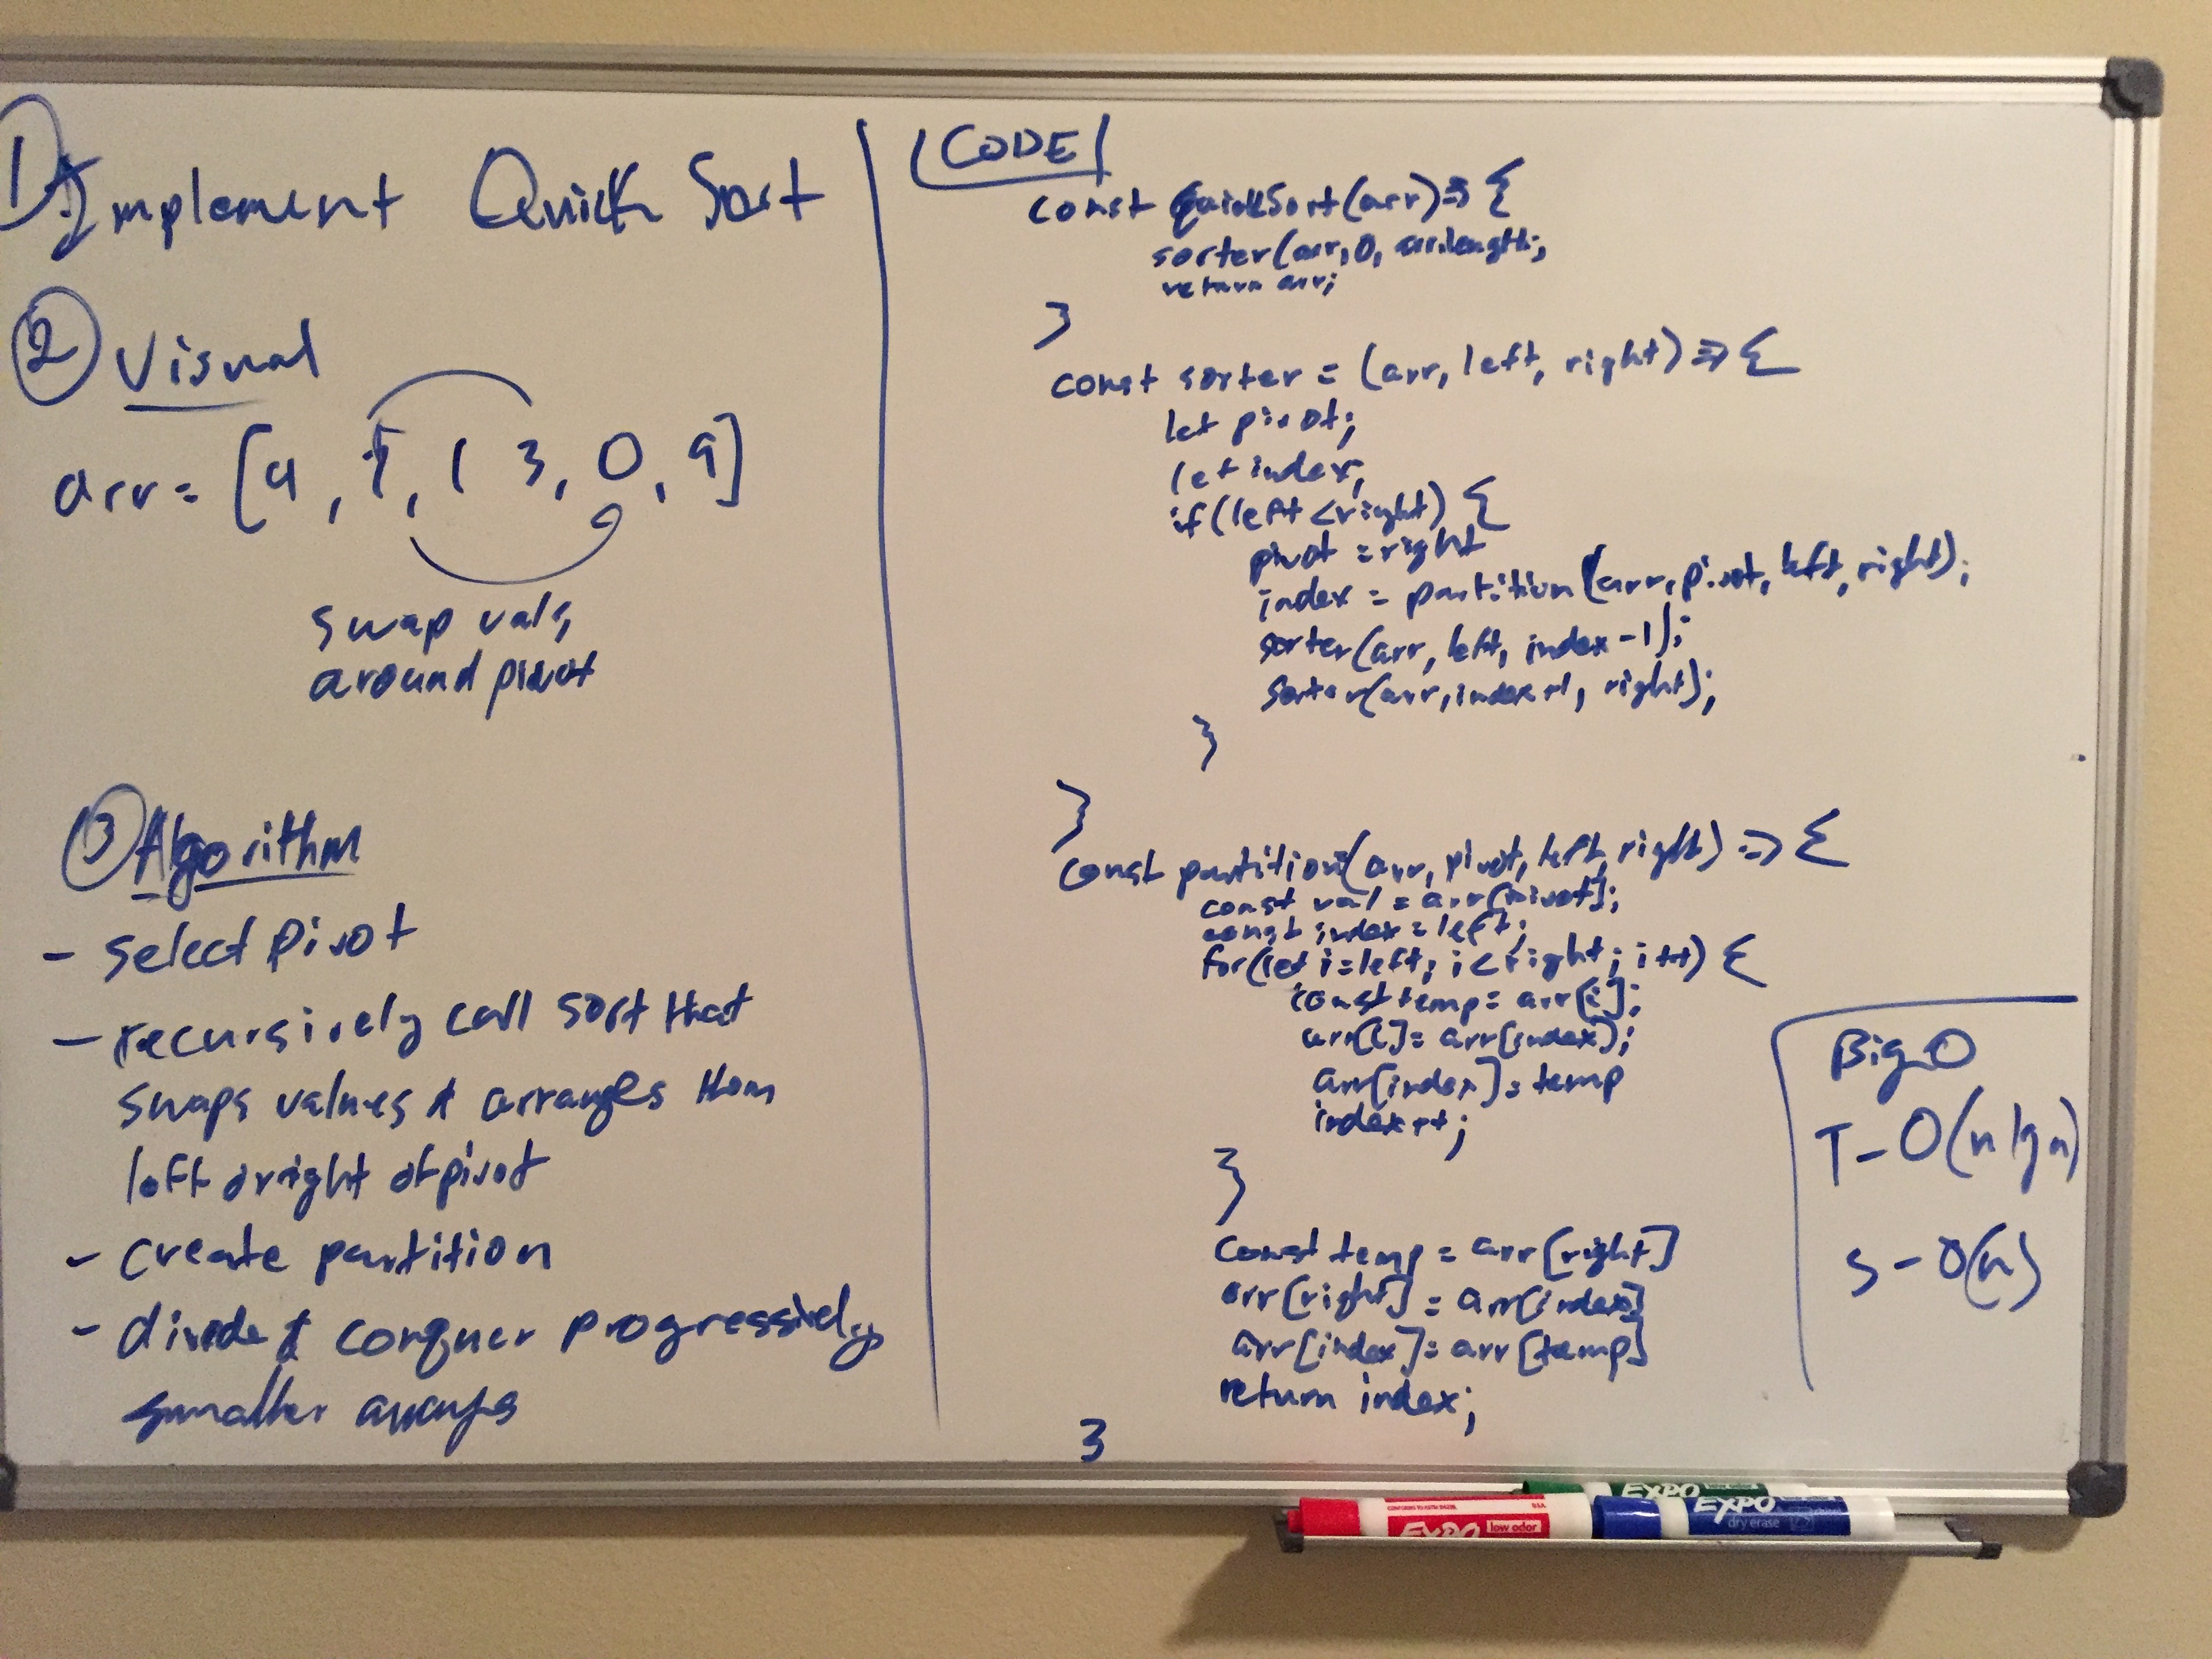 1) Implement Quick Sort
2 Visual
arr = [4, 5, 1 3, 0, 9]
swap vals,
around pivot
3 Algorithm
- select pivot
- recursively call sort that
swaps values & arranges them
left or right of pivot
- create partition
- divide & conquer progressively
smaller arrays
CODE
const quickSort(arr) => {
sorter(arr, 0, arr.length;
return arr;
}
const sorter = (arr, left, right) => {
let pivot;
let index;
if (left < right) {
pivot = right
index = partition(arr, pivot, left, right);
sorter(arr, left, index -1);
sorter(arr, index+1, right);
}
}
const partition(arr, pivot, left, right) => {
const val = arr[pivot];
const index = left;
for(let i=left; i < right; i++) {
const temp = arr[i];
arr[i] = arr[index];
arr[index] = temp
index++;
}
const temp = arr[right]
arr[right] = arr[index]
arr[index] = arr[temp]
return index;
}
Big O
T - O(n lg n)
S - O(n)
EXPO
EXPO
low odor
EXPO
dry erase